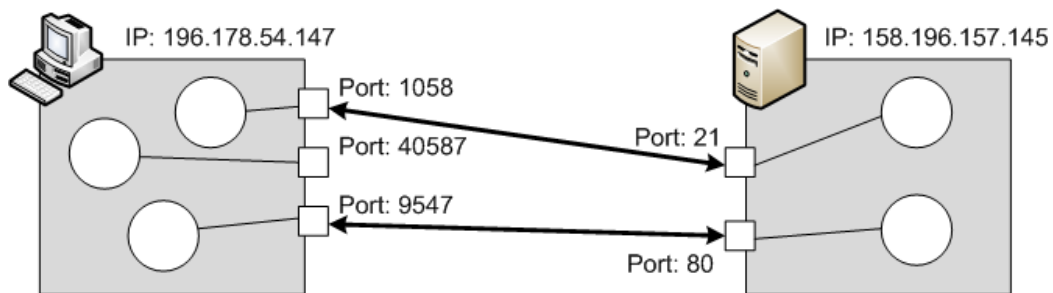 IP: 196.178.54.147
IP: 158.196.157.145
Port: 1058
Port: 21
Port: 40587
Port: 9547
Port: 80